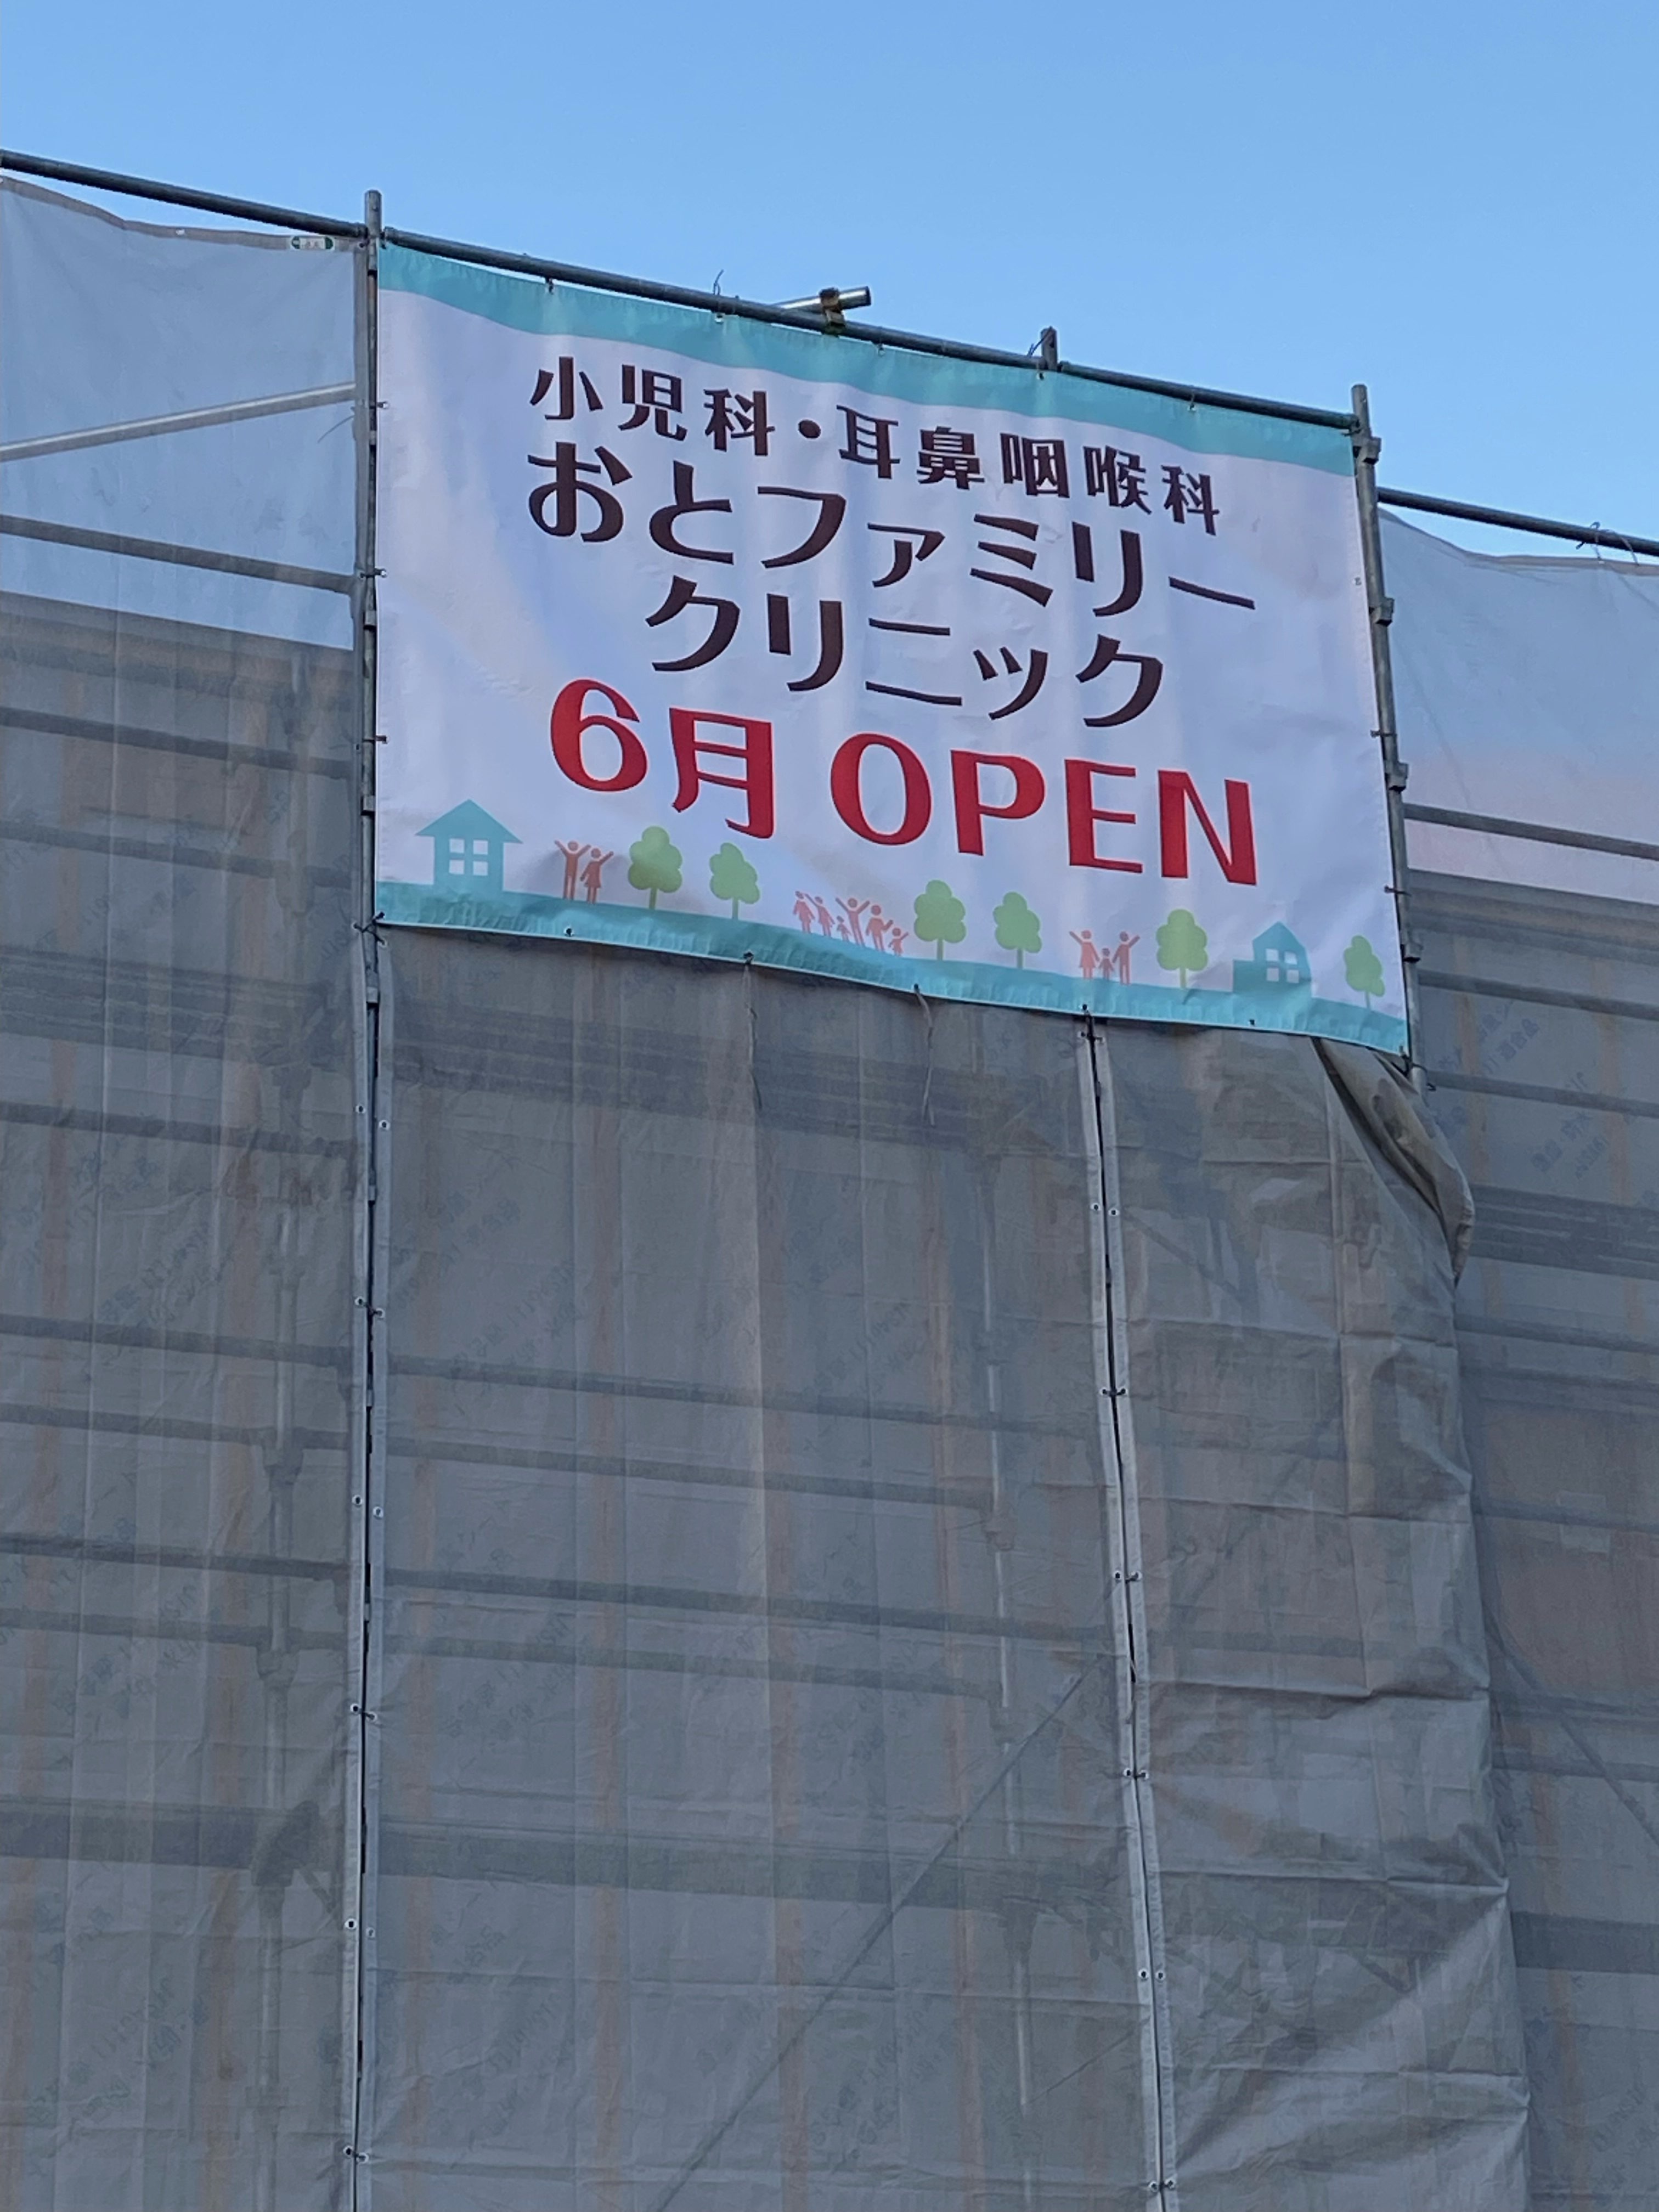 小児科・耳鼻咽喉科
おとファミリー
クリニック
6月 OPEN